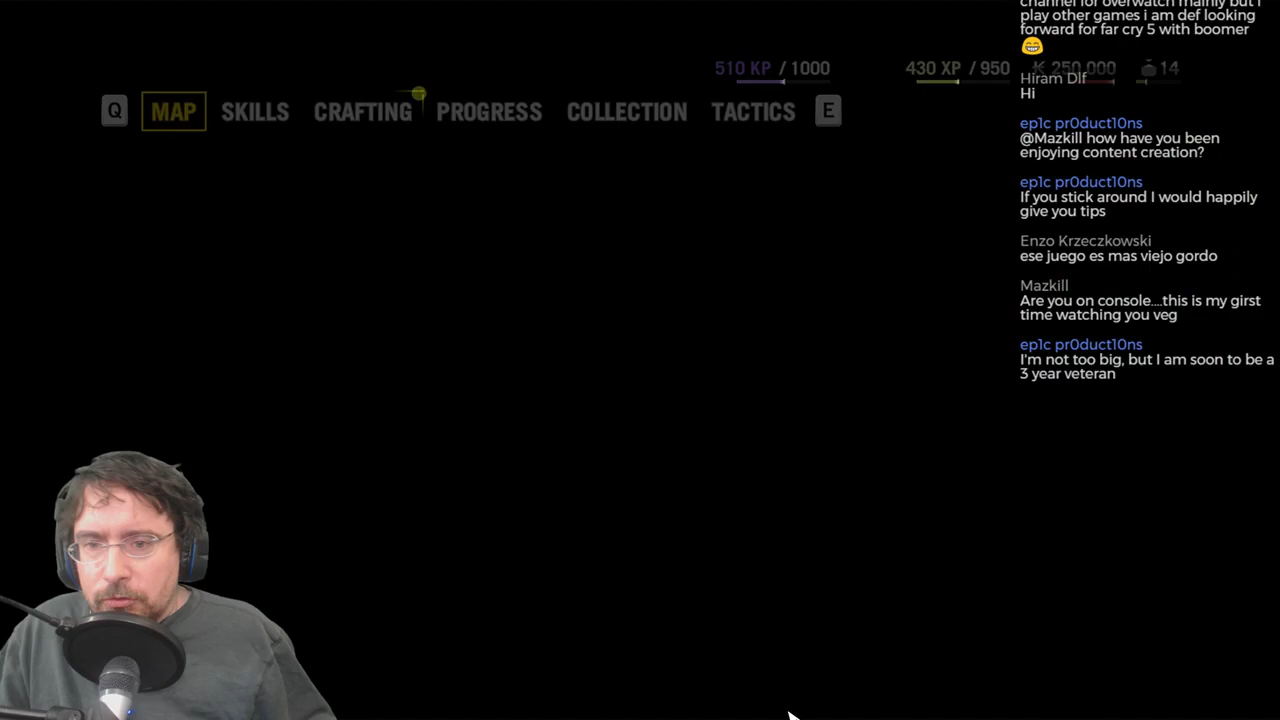 channel for overwatch mainly but i
play other games i am def looking
forward for far cry 5 with boomer
510 KP / 1000
430 XP / 950
250,000
14
Hiram Dlf
Hi
Q MAP SKILLS CRAFTING PROGRESS COLLECTION TACTICS E
ep1c pr0duct10ns
@Mazkill how have you been
enjoying content creation?
ep1c pr0duct10ns
If you stick around I would happily
give you tips
Enzo Krzeczkowski
ese juego es mas viejo gordo
Mazkill
Are you on console....this is my girst
time watching you veg
ep1c pr0duct10ns
I'm not too big, but I am soon to be a
3 year veteran